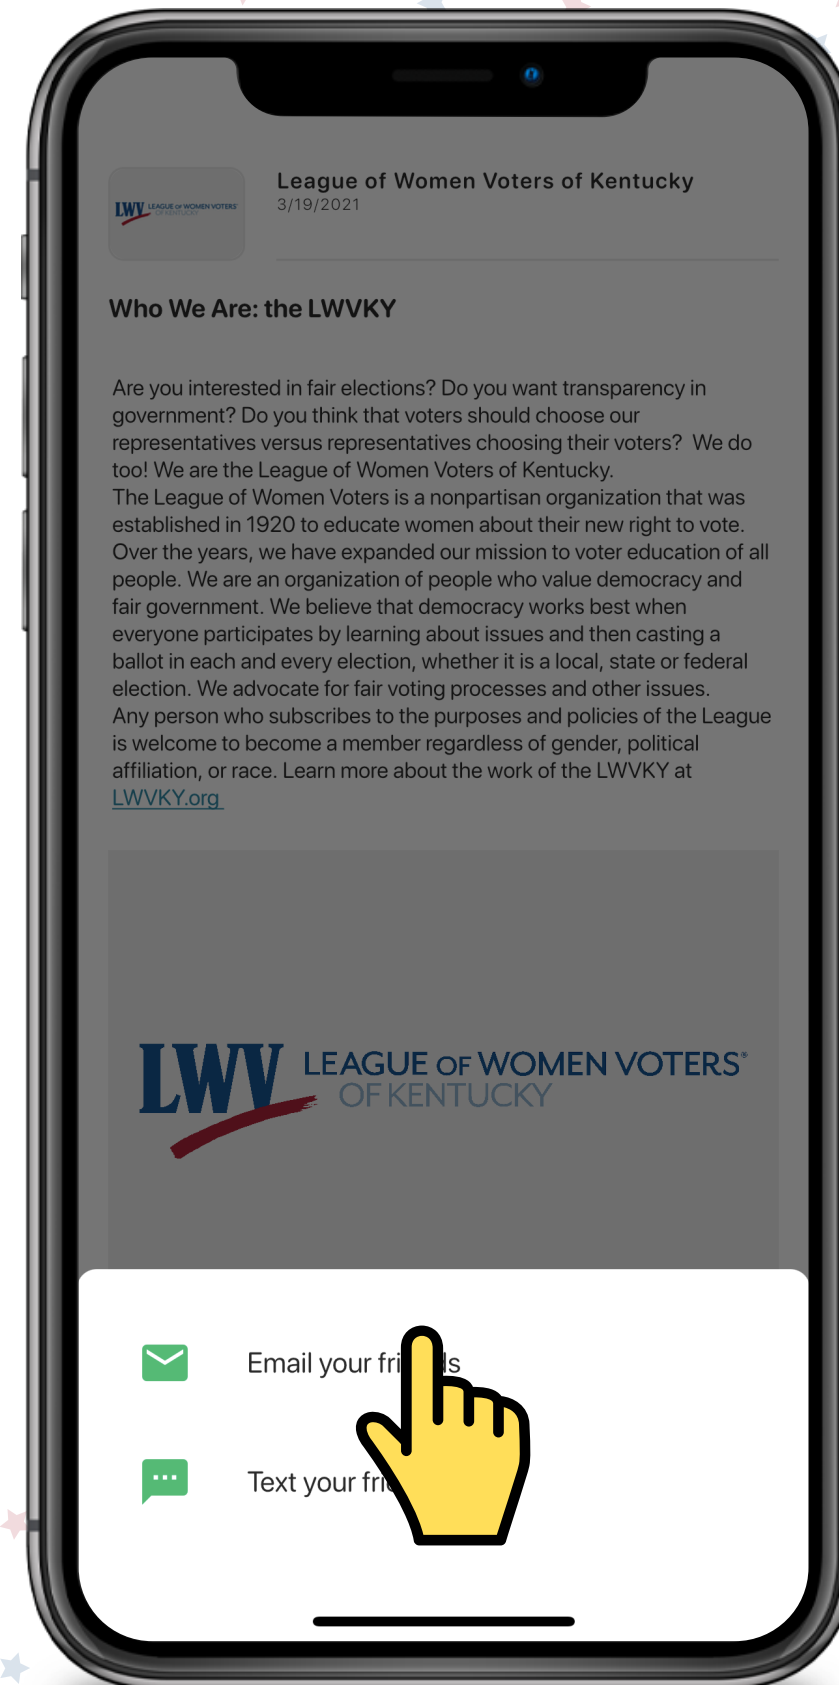 LWV LEAGUE OF WOMEN VOTERS®
OF KENTUCKY
League of Women Voters of Kentucky
3/19/2021
Who We Are: the LWVKY
Are you interested in fair elections? Do you want transparency in
government? Do you think that voters should choose our
representatives versus representatives choosing their voters?  We do
too! We are the League of Women Voters of Kentucky.
The League of Women Voters is a nonpartisan organization that was
established in 1920 to educate women about their new right to vote.
Over the years, we have expanded our mission to voter education of all
people. We are an organization of people who value democracy and
fair government. We believe that democracy works best when
everyone participates by learning about issues and then casting a
ballot in each and every election, whether it is a local, state or federal
election. We advocate for fair voting processes and other issues.
Any person who subscribes to the purposes and policies of the League
is welcome to become a member regardless of gender, political
affiliation, or race. Learn more about the work of the LWVKY at
LWVKY.org
LWV LEAGUE OF WOMEN VOTERS®
OF KENTUCKY
Email your
Text your